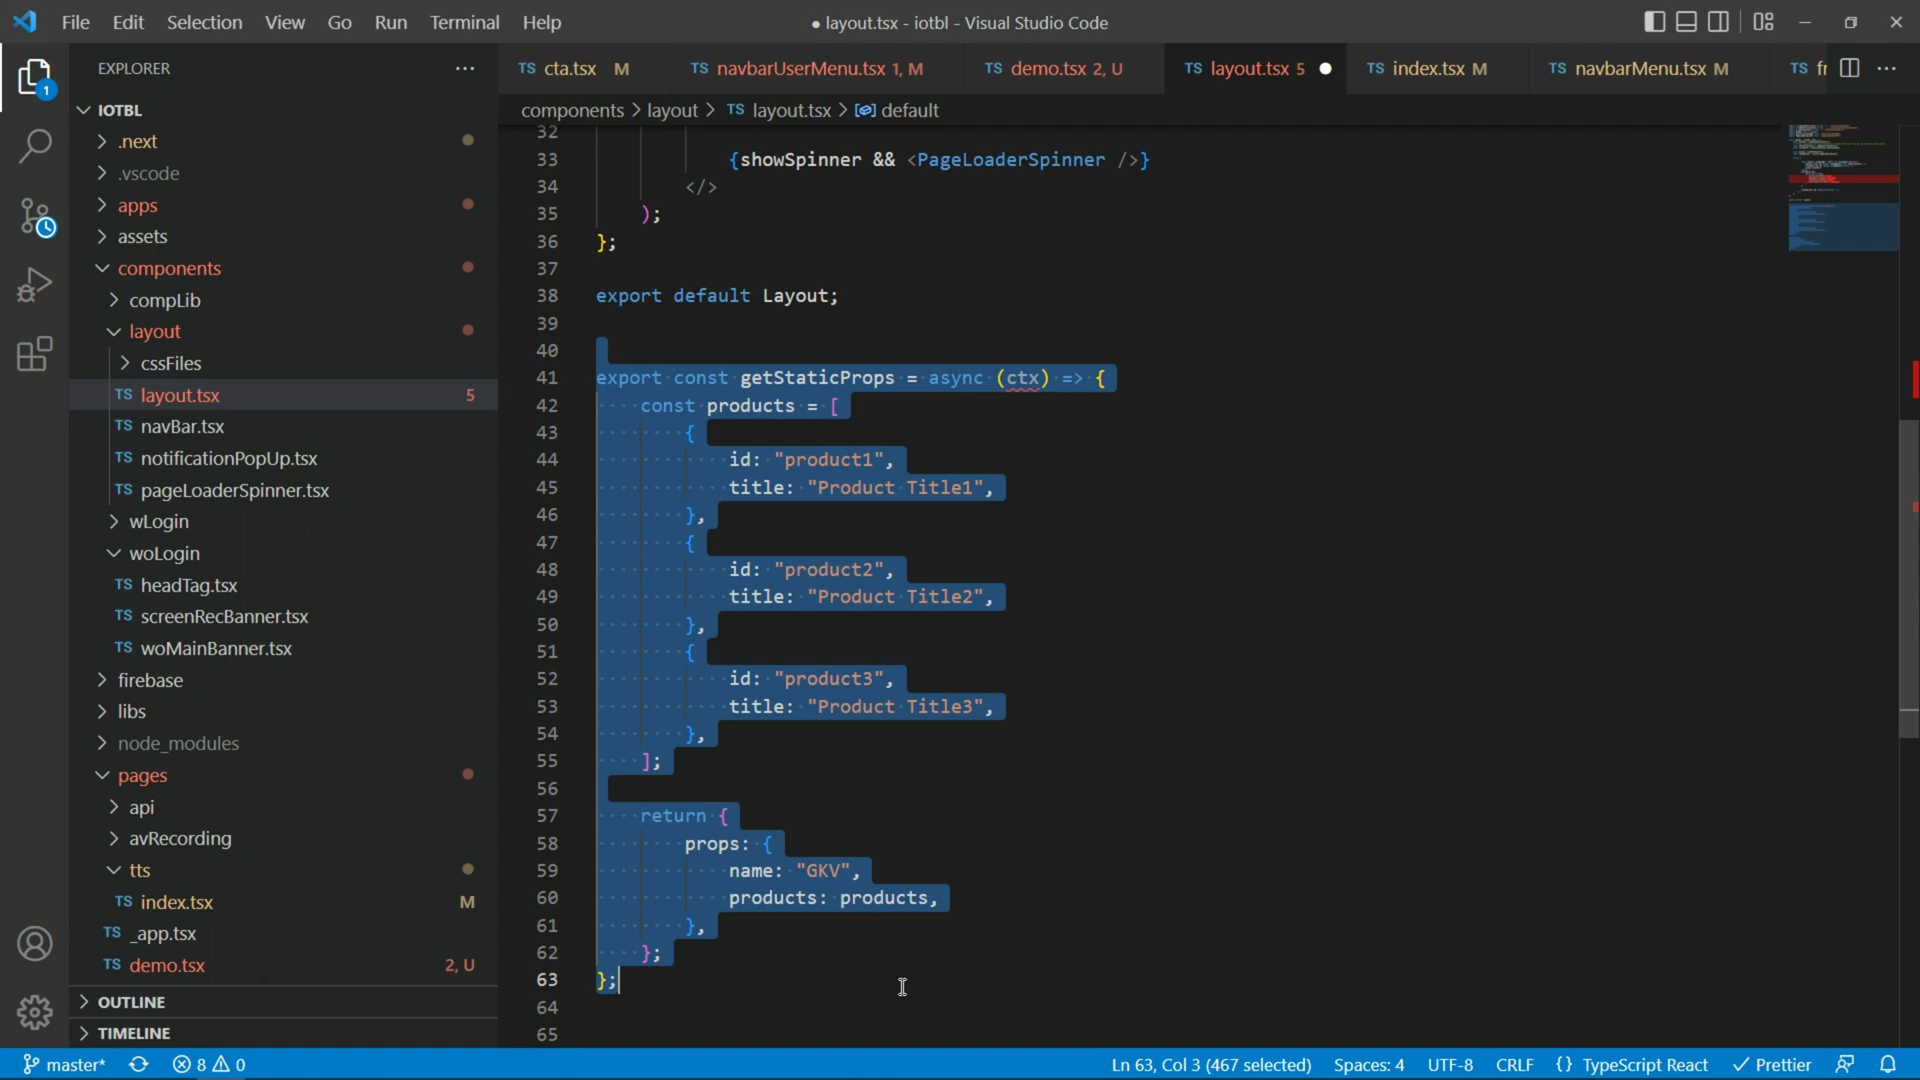 File Edit Selection View Go Run Terminal Help
● layout.tsx - iotbl - Visual Studio Code
EXPLORER
TS cta.tsx M
TS navbarUserMenu.tsx 1, M
TS demo.tsx 2, U
TS layout.tsx 5
TS index.tsx M
TS navbarMenu.tsx M
TS fr
components > layout > TS layout.tsx > default
IOTBL
.next
.vscode
apps
assets
components
compLib
layout
cssFiles
TS layout.tsx 5
TS navBar.tsx
TS notificationPopUp.tsx
TS pageLoaderSpinner.tsx
wLogin
woLogin
TS headTag.tsx
TS screenRecBanner.tsx
TS woMainBanner.tsx
firebase
libs
node_modules
pages
api
avRecording
tts
TS index.tsx M
TS _app.tsx
TS demo.tsx 2, U
OUTLINE
TIMELINE
1
32
33 {showSpinner && <PageLoaderSpinner />}
34 </>
35 );
36 };
37
38 export default Layout;
39
40
41 export const getStaticProps = async (ctx) => {
42 const products = [
43 {
44 id: "product1",
45 title: "Product Title1",
46 },
47 {
48 id: "product2",
49 title: "Product Title2",
50 },
51 {
52 id: "product3",
53 title: "Product Title3",
54 },
55 ];
56
57 return {
58 props: {
59 name: "GKV",
60 products: products,
61 },
62 };
63 };
64
65
master* 8 0 Ln 63, Col 3 (467 selected) Spaces: 4 UTF-8 CRLF {} TypeScript React Prettier